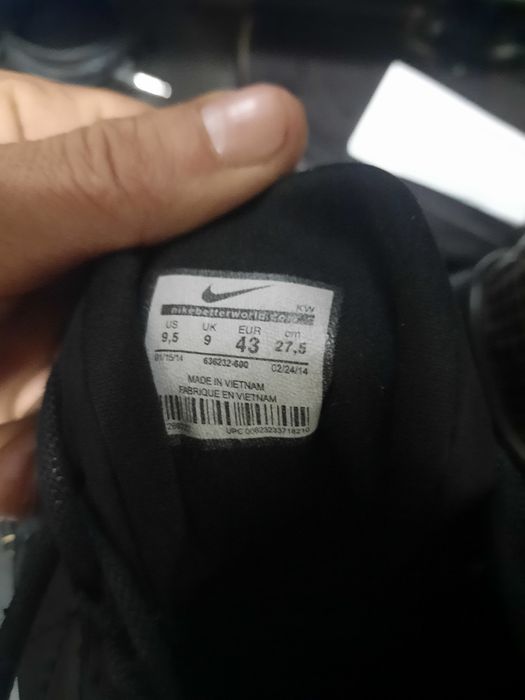 KW
nikebetterworld.com
US UK EUR cm
9,5 9 43 27,5
01/15/14 636232-600 02/24/14
MADE IN VIETNAM
FABRIQUE EN VIETNAM
UPC